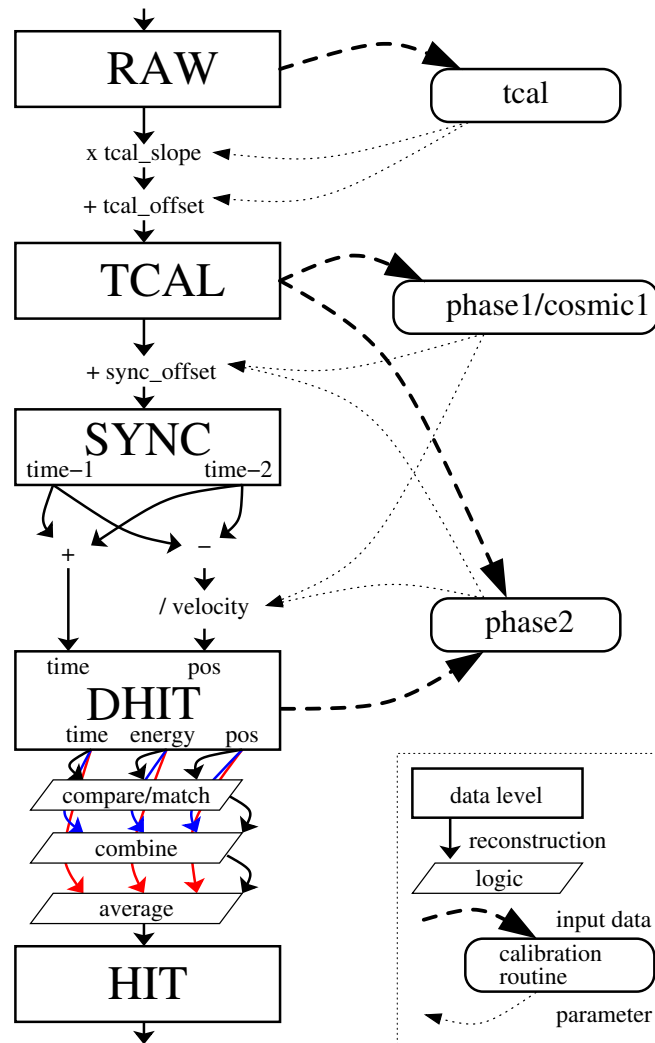 RAW
tcal
x tcal_slope
+ tcal_offset
TCAL
phase1/cosmic1
+ sync_offset
SYNC
time−1 time−2
+ −
/ velocity
phase2
time pos
DHIT
time energy pos
compare/match
combine
average
HIT
data level
reconstruction
logic
input data
calibration
routine
parameter